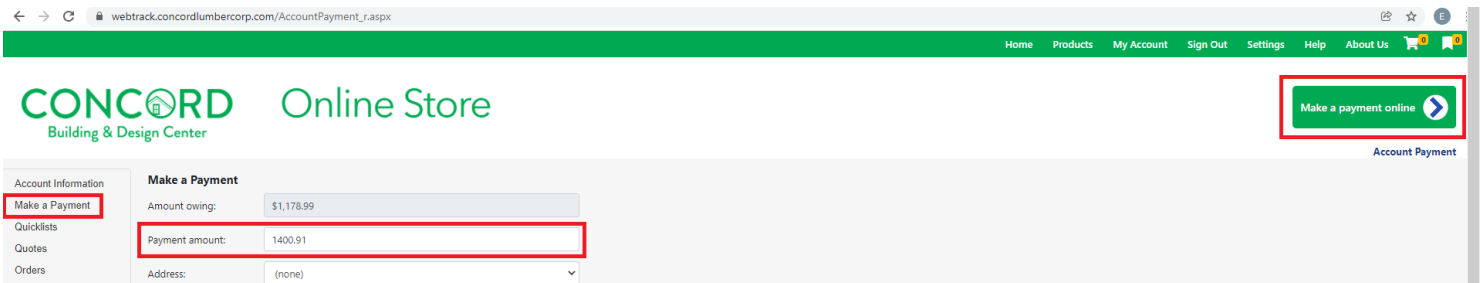 webtrack.concordlumbercorp.com/AccountPayment_r.aspx
E
Home Products My Account Sign Out Settings Help About Us 0 0
CONCORD Online Store
Building & Design Center
Make a payment online
Account Payment
Account Information
Make a Payment
Quicklists
Quotes
Orders
Make a Payment
Amount owing: $1,178.99
Payment amount: 1400.91
Address: (none)